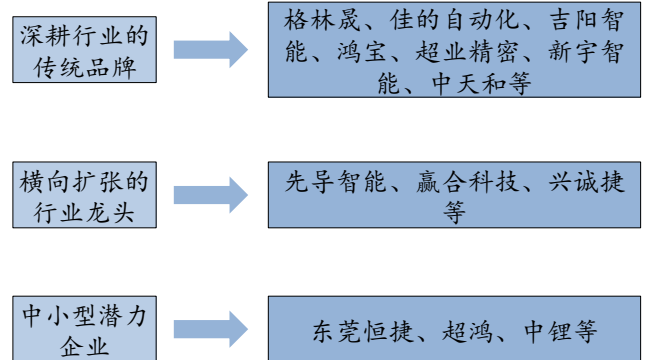 深耕行业的
传统品牌
格林晟、佳的自动化、吉阳智
能、鸿宝、超业精密、新宇智
能、中天和等
横向扩张的
行业龙头
先导智能、赢合科技、兴诚捷
等
中小型潜力
企业
东莞恒捷、超鸿、中锂等